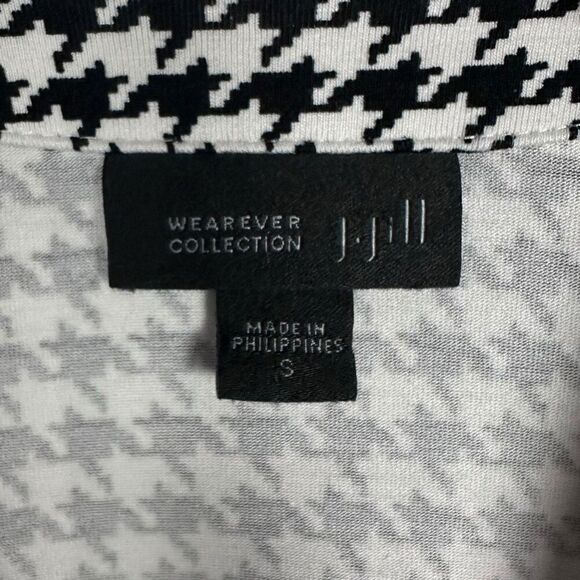 WEAREVER
COLLECTION
J.Jill
MADE IN
PHILIPPINES
S